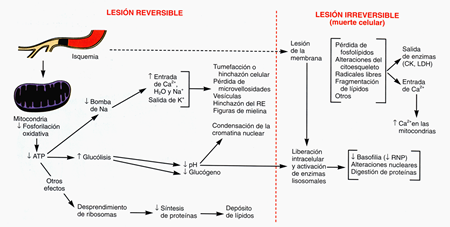 LESIÓN REVERSIBLE
LESIÓN IRREVERSIBLE
(muerte celular)
Isquemia
Mitocondria
↓ Fosforilación
oxidativa
↓ ATP
↓ Bomba
de Na
↑ Entrada
de Ca²⁺,
H₂O y Na⁺
Salida de K⁺
Tumefacción o
hinchazón celular
Pérdida de
microvellosidades
Vesículas
Hinchazón del RE
Figuras de mielina
Condensación de la
cromatina nuclear
↑ Glucólisis
↓ pH
↓ Glucógeno
Otros
efectos
Desprendimiento
de ribosomas
↓ Síntesis
de proteínas
Depósito
de lípidos
Lesión
de la
membrana
Pérdida de
fosfolípidos
Alteraciones del
citoesqueleto
Radicales libres
Fragmentación
de lípidos
Otros
Salida
de enzimas
(CK, LDH)
Entrada
de Ca²⁺
↑ Ca²⁺ en las
mitocondrias
Liberación
intracelular
y activación
de enzimas
lisosomales
↓ Basofilia (↓ RNP)
Alteraciones nucleares
Digestión de proteínas